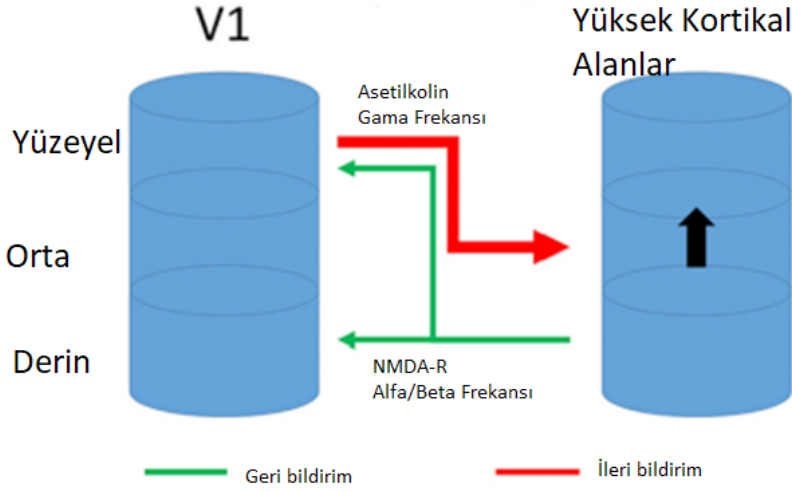 V1
Yüksek Kortikal
Alanlar
Asetilkolin
Gama Frekansı
Yüzeyel
Orta
Derin
NMDA-R
Alfa/Beta Frekansı
Geri bildirim
İleri bildirim